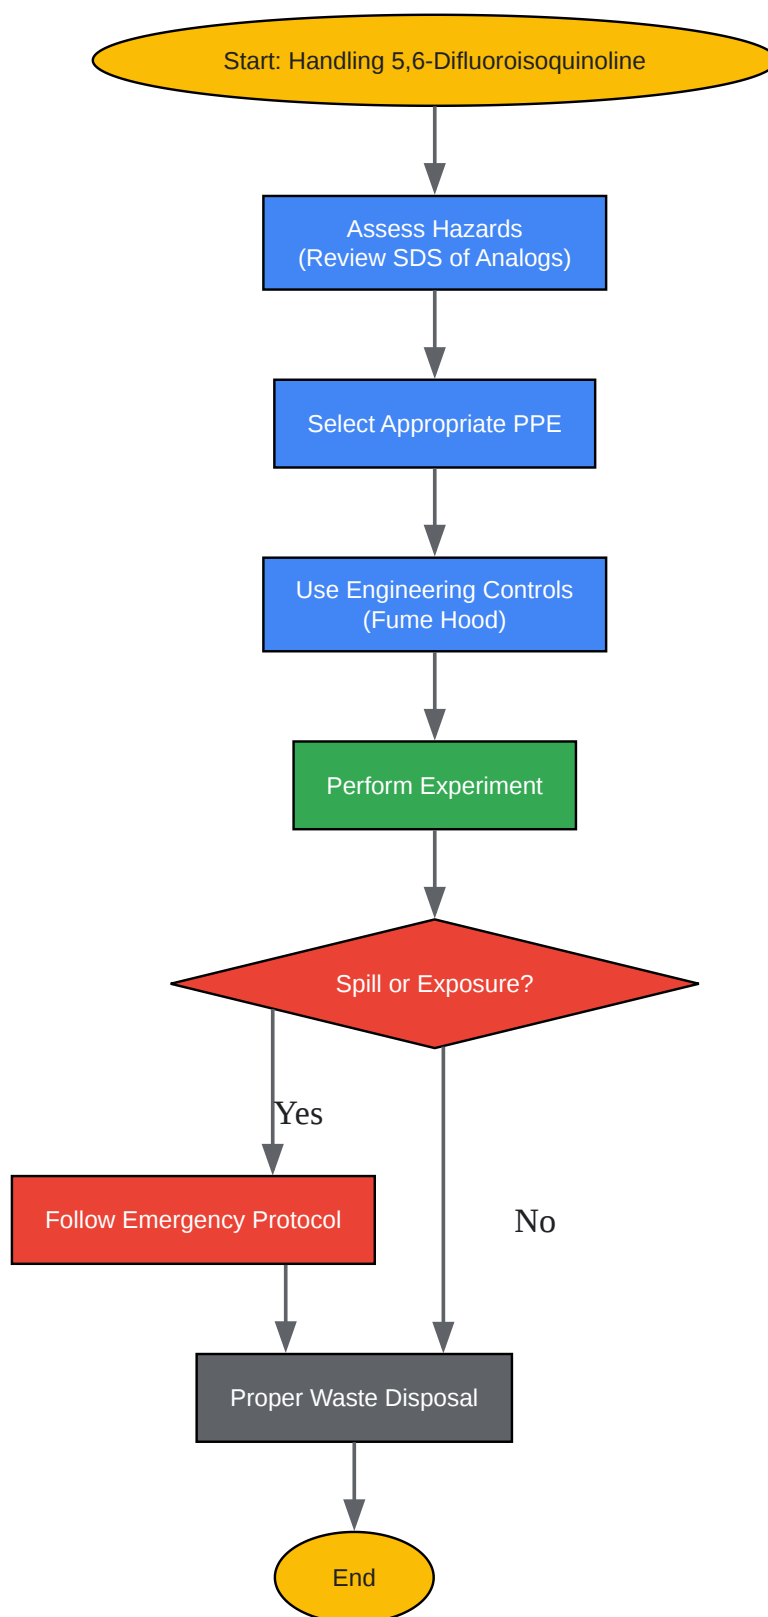 Start: Handling 5,6-Difluoroisoquinoline
Assess Hazards
(Review SDS of Analogs)
Select Appropriate PPE
Use Engineering Controls
(Fume Hood)
Perform Experiment
Spill or Exposure?
Yes
Follow Emergency Protocol
No
Proper Waste Disposal
End